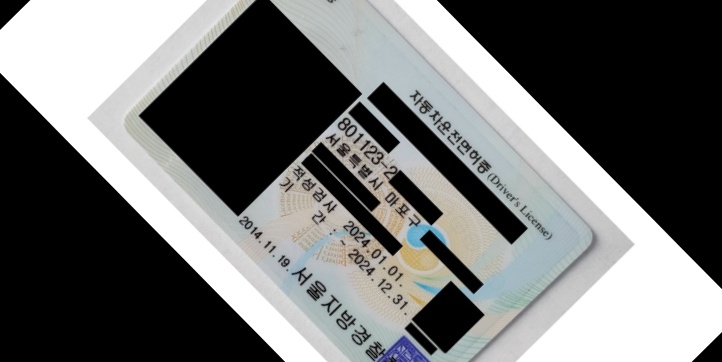 자동차운전면허증 (Driver's License)
801123-2
서울특별시 마포구
적성검사 2024.01.01.
기 간 : ~ 2024.12.31.
2014.11.19.
서울지방경찰